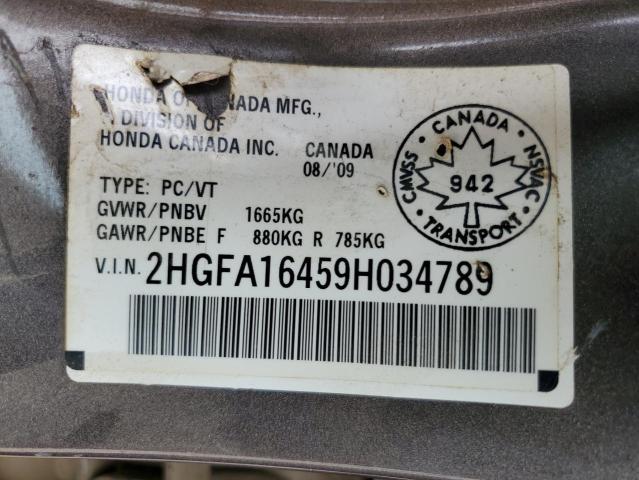 HONDA OF CANADA MFG.,
A DIVISION OF
HONDA CANADA INC. CANADA
08/'09
TYPE: PC/VT
GVWR/PNBV 1665KG
GAWR/PNBE F 880KG R 785KG
V.I.N. 2HGFA16459H034789
CMVSS · CANADA · NSVAC · TRANSPORT ·
942